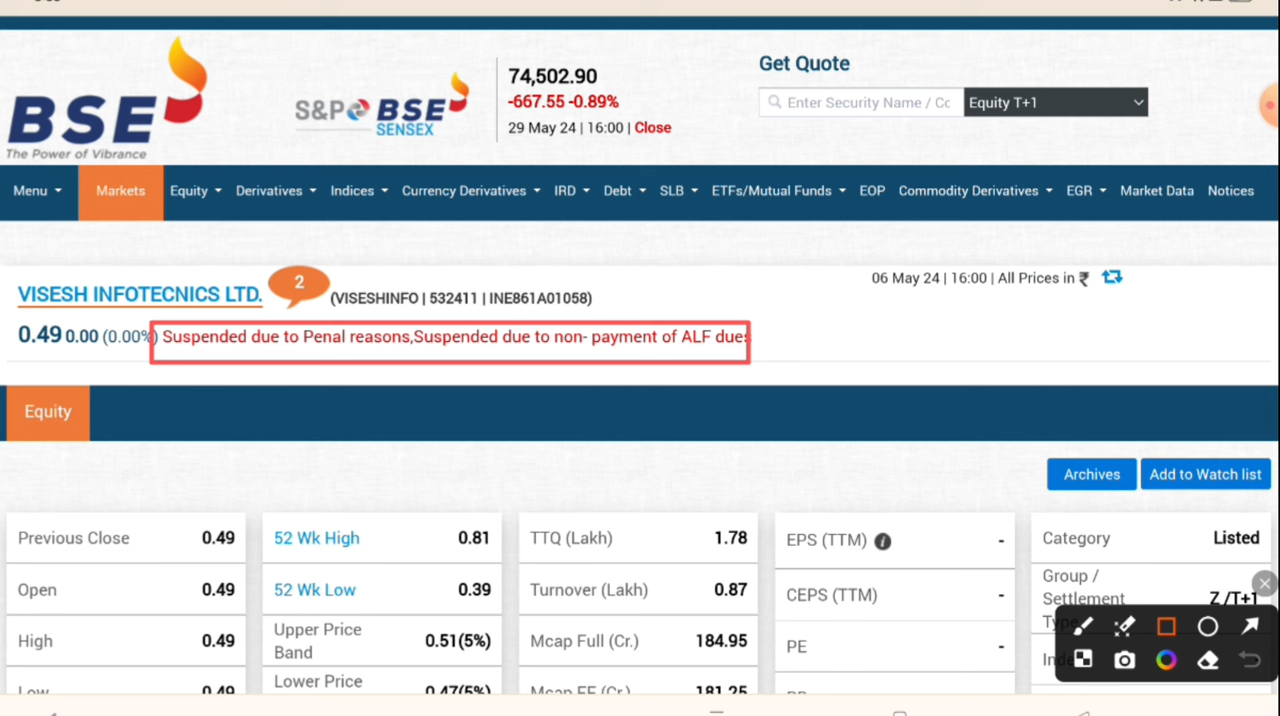 BSE
The Power of Vibrance
S&P BSE
SENSEX
74,502.90
-667.55 -0.89%
29 May 24 | 16:00 | Close
Get Quote
Enter Security Name / Cc
Equity T+1
Menu Markets Equity Derivatives Indices Currency Derivatives IRD Debt SLB ETFs/Mutual Funds EOP Commodity Derivatives EGR Market Data Notices
06 May 24 | 16:00 | All Prices in ₹
VISESH INFOTECNICS LTD. 2 (VISESHINFO | 532411 | INE861A01058)
0.49 0.00 (0.00%) Suspended due to Penal reasons,Suspended due to non- payment of ALF dues
Equity
Archives Add to Watch list
Previous Close 0.49
Open 0.49
High 0.49
Low 0.49
52 Wk High 0.81
52 Wk Low 0.39
Upper Price
Band 0.51(5%)
Lower Price
0.47(5%)
TTQ (Lakh) 1.78
Turnover (Lakh) 0.87
Mcap Full (Cr.) 184.95
Mcap FF (Cr.) 181.25
EPS (TTM) -
CEPS (TTM) -
PE -
Category Listed
Group /
Settlement
Z /T+1